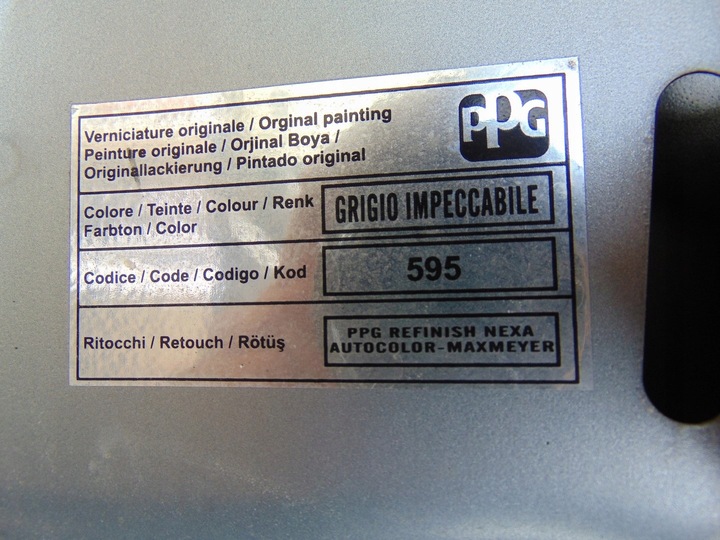 Verniciature originale / Orginal painting
Peinture originale / Orjinal Boya /
Originallackierung / Pintado original
PPG
Colore / Teinte / Colour / Renk
Farbton / Color
GRIGIO IMPECCABILE
Codice / Code / Codigo / Kod
595
Ritocchi / Retouch / Rötüş
PPG REFINISH NEXA
AUTOCOLOR-MAXMEYER